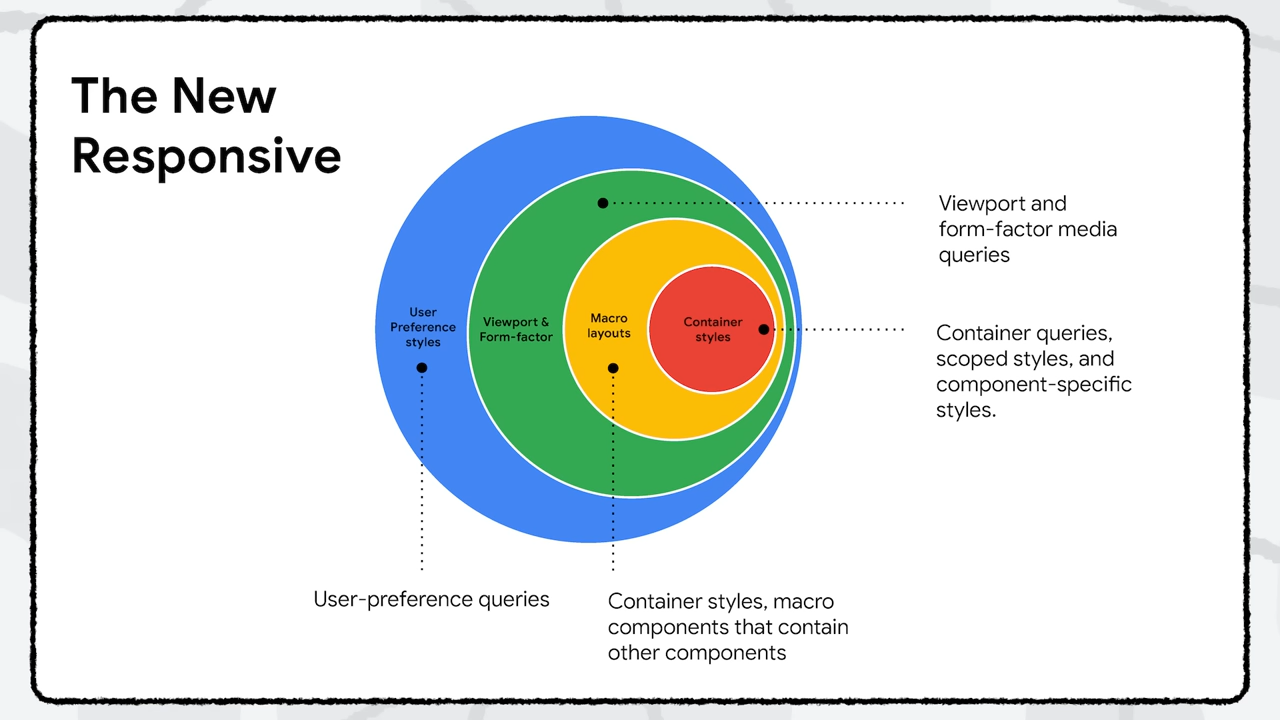 The New
Responsive
User
Preference
styles
Viewport &
Form-factor
Macro
layouts
Container
styles
Viewport and
form-factor media
queries
Container queries,
scoped styles, and
component-specific
styles.
User-preference queries
Container styles, macro
components that contain
other components